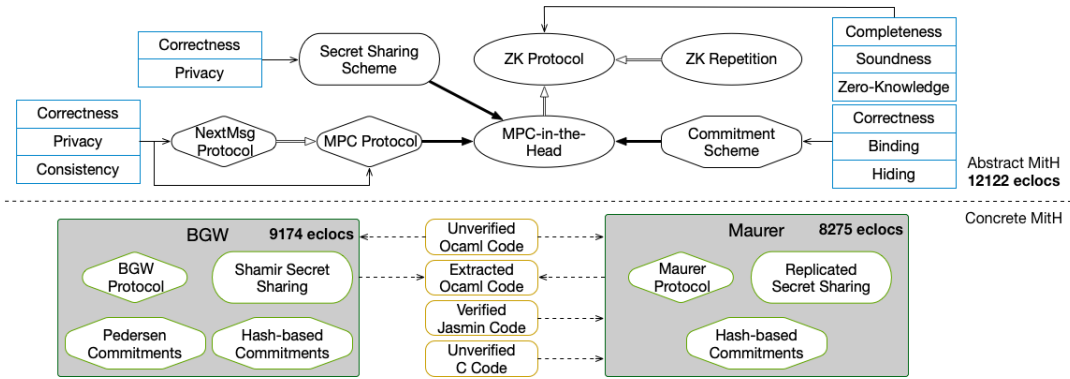 Correctness
Privacy
Secret Sharing
Scheme
ZK Protocol
ZK Repetition
Completeness
Soundness
Zero-Knowledge
Correctness
Privacy
Consistency
NextMsg
Protocol
MPC Protocol
MPC-in-the-
Head
Commitment
Scheme
Correctness
Binding
Hiding
Abstract MitH
12122 eclocs
Concrete MitH
BGW
9174 eclocs
BGW
Protocol
Shamir Secret
Sharing
Pedersen
Commitments
Hash-based
Commitments
Unverified
Ocaml Code
Extracted
Ocaml Code
Verified
Jasmin Code
Unverified
C Code
Maurer
8275 eclocs
Maurer
Protocol
Replicated
Secret Sharing
Hash-based
Commitments